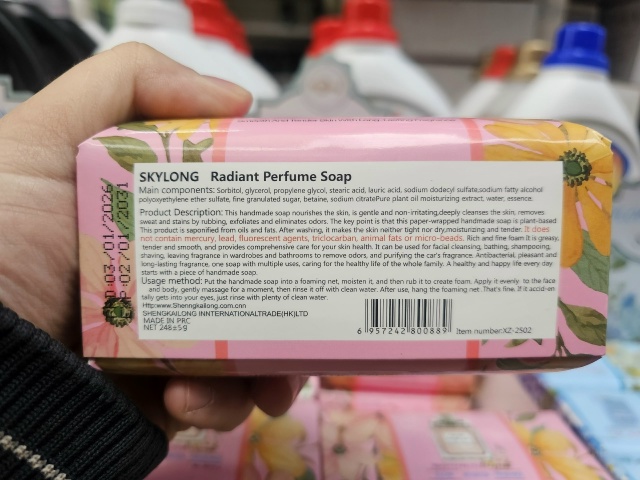 SKYLONG Radiant Perfume Soap
Main components: Sorbitol, glycerol, propylene glycol, stearic acid, lauric acid, sodium dodecyl sulfate,sodium fatty alcohol
polyoxyethylene ether sulfate, fine granulated sugar, betaine, sodium citratePure plant oil moisturizing extract, water, essence.
Product Description: This handmade soap nourishes the skin, is gentle and non-irritating,deeply cleanses the skin, removes
sweat and stains by rubbing, exfoliates and eliminates odors. The key point is that this paper-wrapped handmade soap is plant-based
This product is saponified from oils and fats. After washing, it makes the skin neither tight nor dry,moisturizing and tender. It does
not contain mercury, lead, fluorescent agents, triclocarban, animal fats or micro-beads. Rich and fine foam It is greasy,
tender and smooth, and provides comprehensive care for your skin health. It can be used for facial cleansing, bathing, shampooing,
shaving, leaving fragrance in wardrobes and bathrooms to remove odors, and purifying the car's fragrance. Antibacterial, pleasant and
long-lasting fragrance, one soap with multiple uses, caring for the healthy life of the whole family. A healthy and happy life every day
starts with a piece of handmade soap.
Usage method: Put the handmade soap into a foaming net, moisten it, and then rub it to create foam. Apply it evenly to the face
and body, gently massage for a moment, then rinse it off with clean water. After use, hang the foaming net .That's fine. If it accid-en
tally gets into your eyes, just rinse with plenty of clean water.
Http:www.Shengkailong.com.com
SHENGKAILONG INNTERNATIONALTRADE(HK)LTD
MADE IN PRC
NET 248±5g
6 957242 800889
Item number:XZ-2502
03/01/2026
02/01/2031